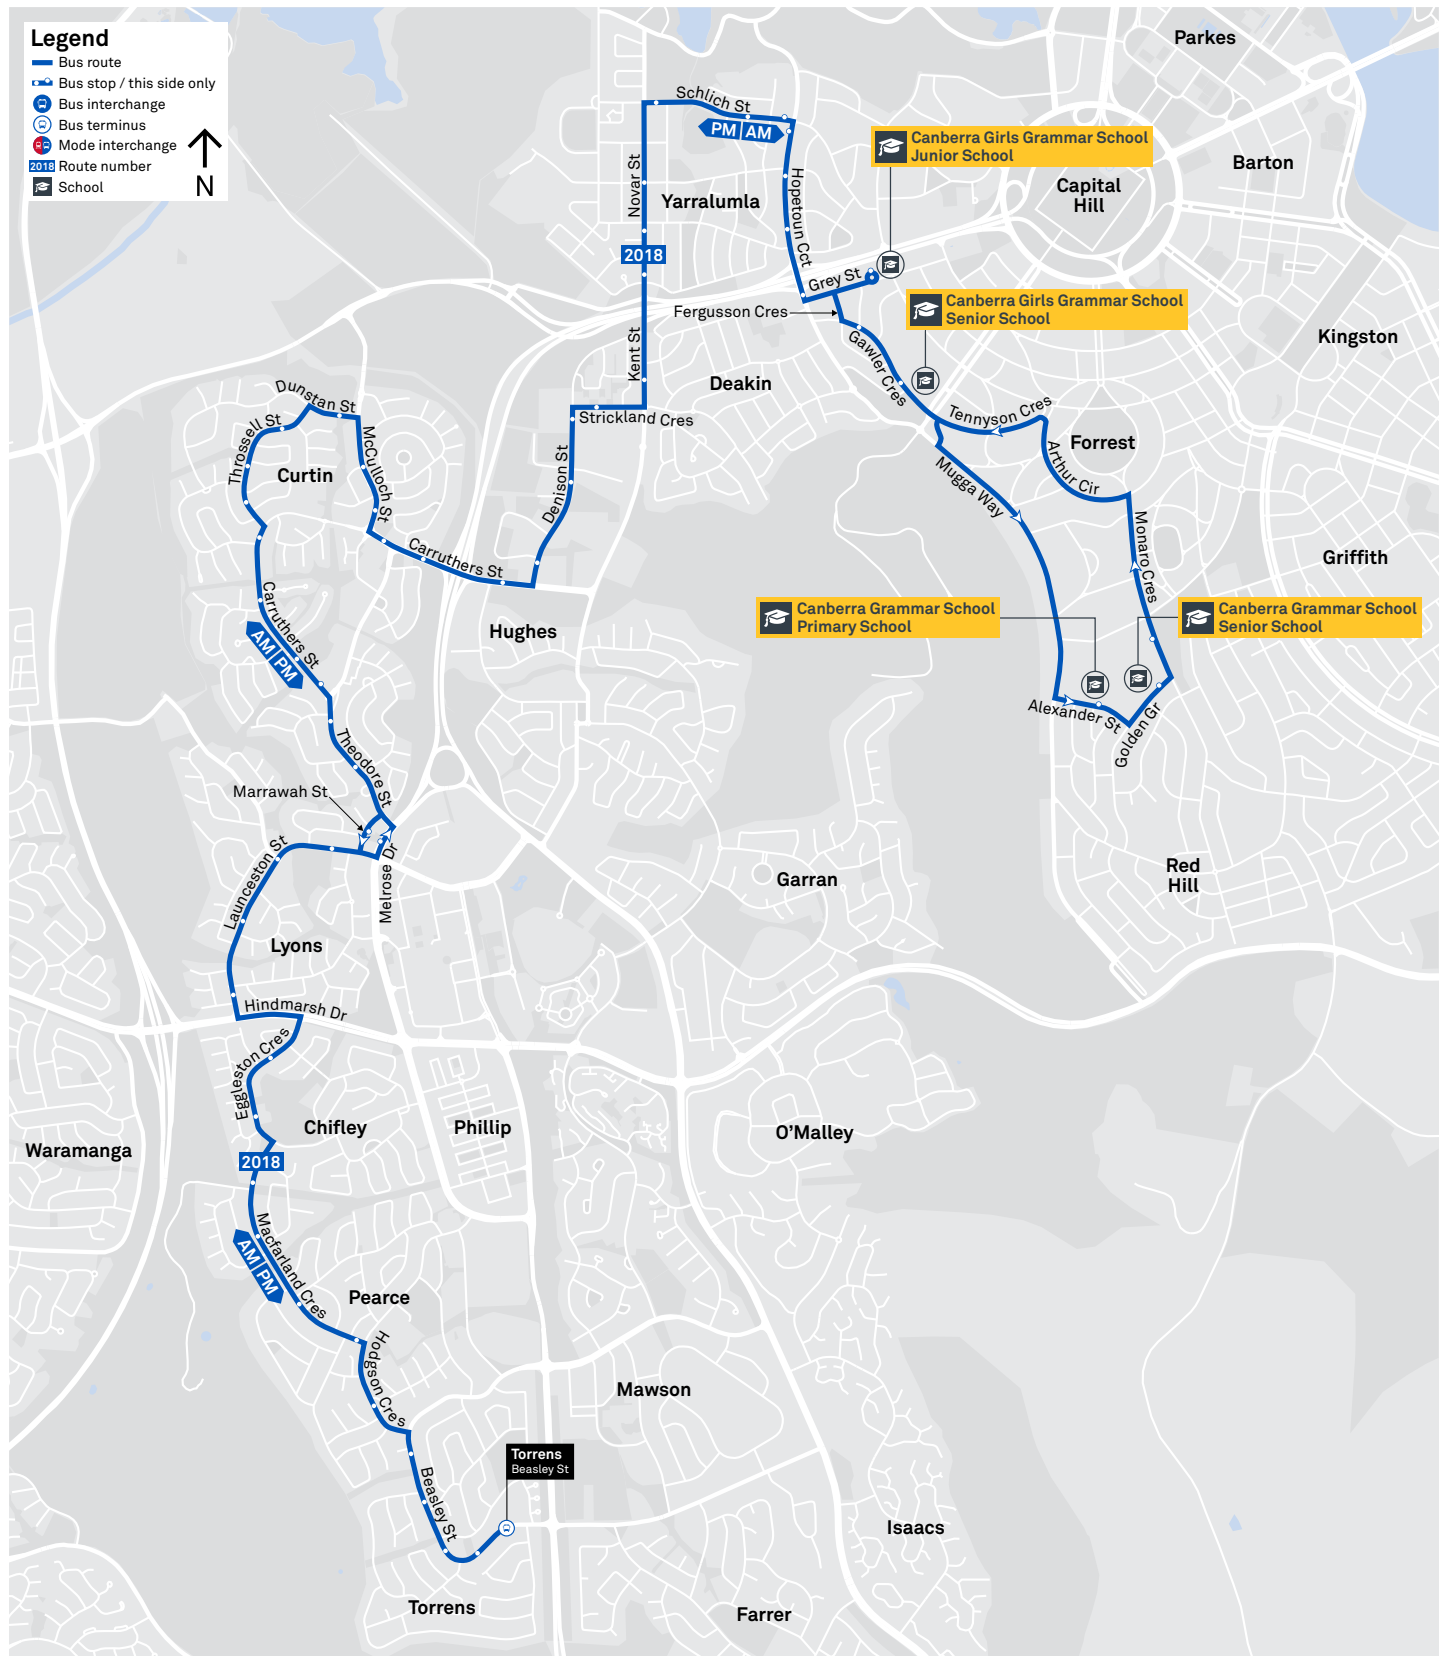 Legend
Bus route
Bus stop / this side only
Bus interchange
Bus terminus
Mode interchange
2018 Route number
School
N
Parkes
Schlich St
PM AM
Canberra Girls Grammar School
Junior School
Barton
Capital
Hill
Novar St
Yarralumla
Hopetoun Cct
2018
Grey St
Canberra Girls Grammar School
Senior School
Fergusson Cres
Kingston
Kent St
Gawler Cres
Deakin
Dunstan St
Throssell St
Strickland Cres
Tennyson Cres
McCulloch St
Curtin
Forrest
Arthur Cir
Denison St
Mugga Way
Monaro Cres
Carruthers St
Griffith
Carruthers St
Canberra Grammar School
Primary School
Canberra Grammar School
Senior School
Hughes
AM PM
Alexander St
Golden Gr
Theodore St
Marrawah St
Launceston St
Melrose Dr
Garran
Red
Hill
Lyons
Hindmarsh Dr
Eggleston Cres
Chifley
Phillip
O'Malley
Waramanga
2018
Macfarland Cres
AM PM
Pearce
Hodgson Cres
Mawson
Torrens
Beasley St
Beasley St
Isaacs
Torrens
Farrer